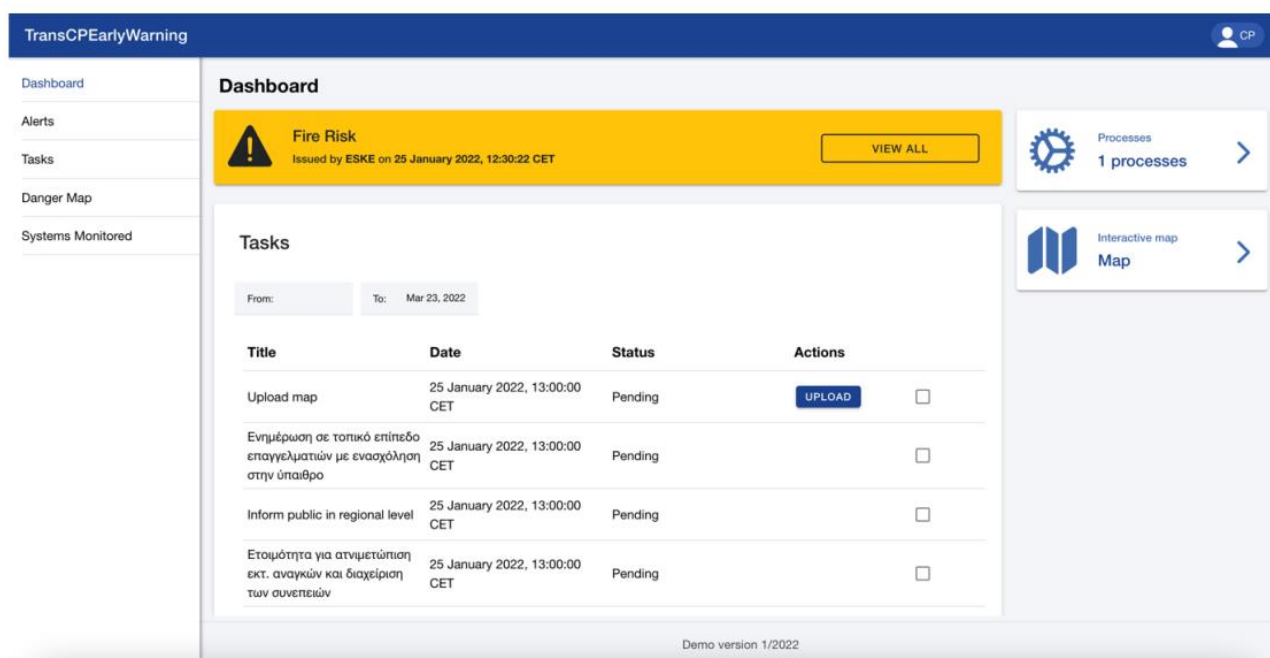 TransCPEarlyWarning
CP
Dashboard
Alerts
Tasks
Danger Map
Systems Monitored
Dashboard
Fire Risk
Issued by ESKE on 25 January 2022, 12:30:22 CET
VIEW ALL
Processes
1 processes
Interactive map
Map
Tasks
From:
To: Mar 23, 2022
Title Date Status Actions
Upload map
25 January 2022, 13:00:00
CET
Pending
UPLOAD
Ενημέρωση σε τοπικό επίπεδο
επαγγελματιών με ενασχόληση
στην ύπαιθρο
25 January 2022, 13:00:00
CET
Pending
Inform public in regional level
25 January 2022, 13:00:00
CET
Pending
Ετοιμότητα για ατνιμετώπιση
εκτ. αναγκών και διαχείριση
των συνεπειών
25 January 2022, 13:00:00
CET
Pending
Demo version 1/2022